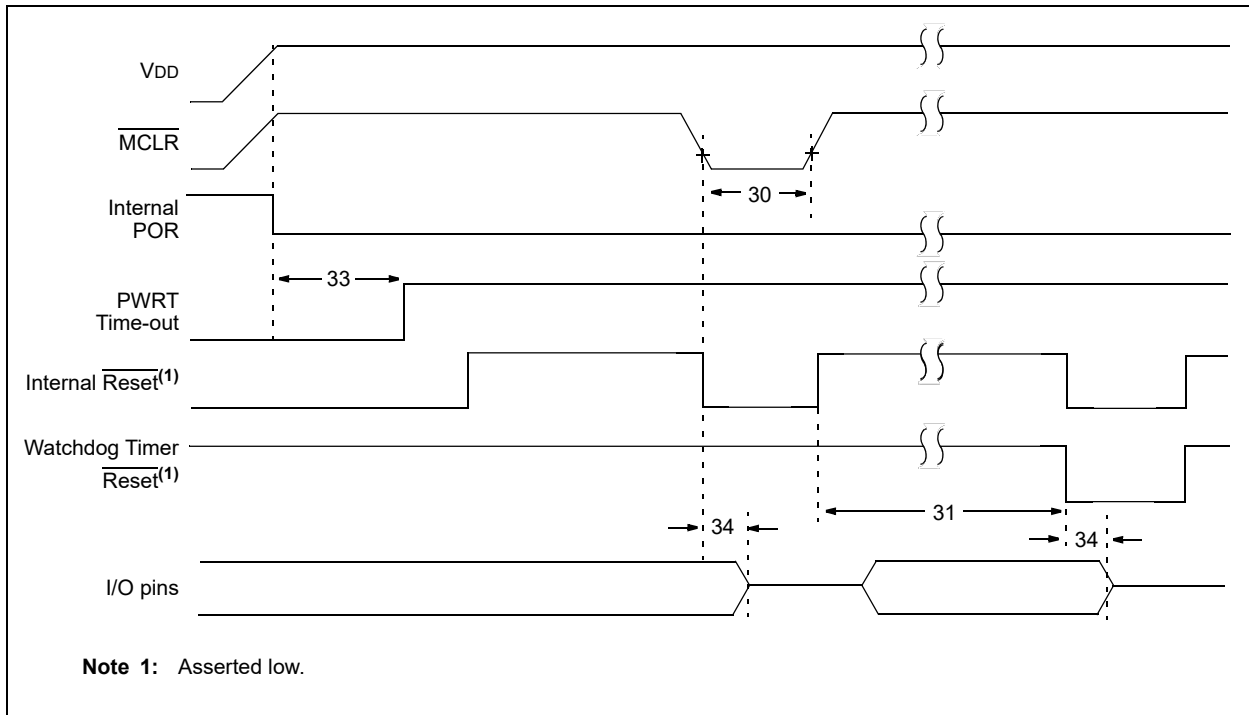 VDD
MCLR
30
Internal
POR
33
PWRT
Time-out
Internal Reset(1)
Watchdog Timer
Reset(1)
31
34
34
I/O pins
Note 1: Asserted low.